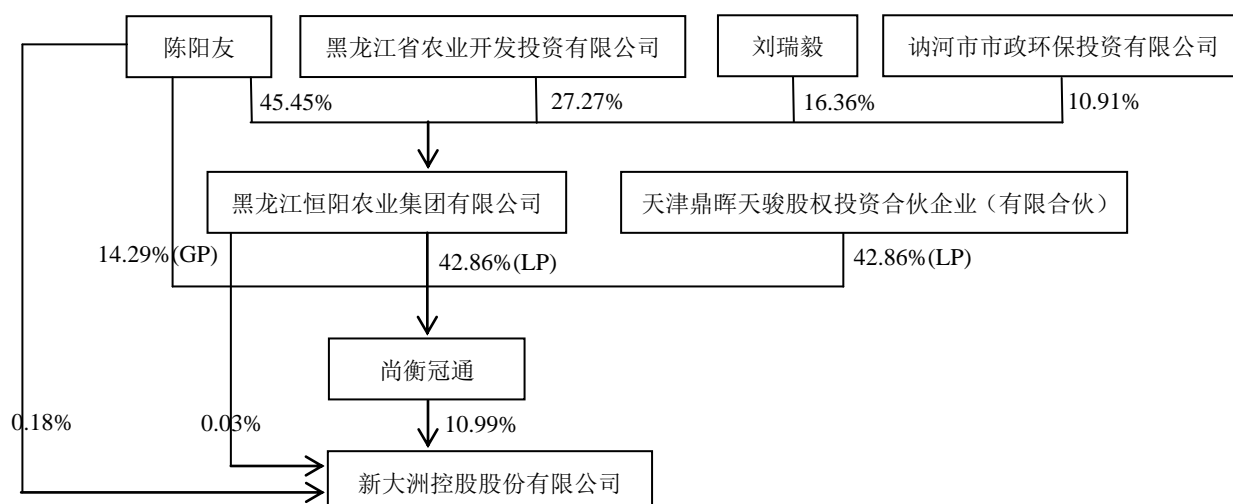 陈阳友
黑龙江省农业开发投资有限公司
刘瑞毅
讷河市市政环保投资有限公司
45.45%
27.27%
16.36%
10.91%
黑龙江恒阳农业集团有限公司
天津鼎晖天骏股权投资合伙企业（有限合伙）
14.29%(GP)
42.86%(LP)
42.86%(LP)
尚衡冠通
0.18%
0.03%
10.99%
新大洲控股股份有限公司